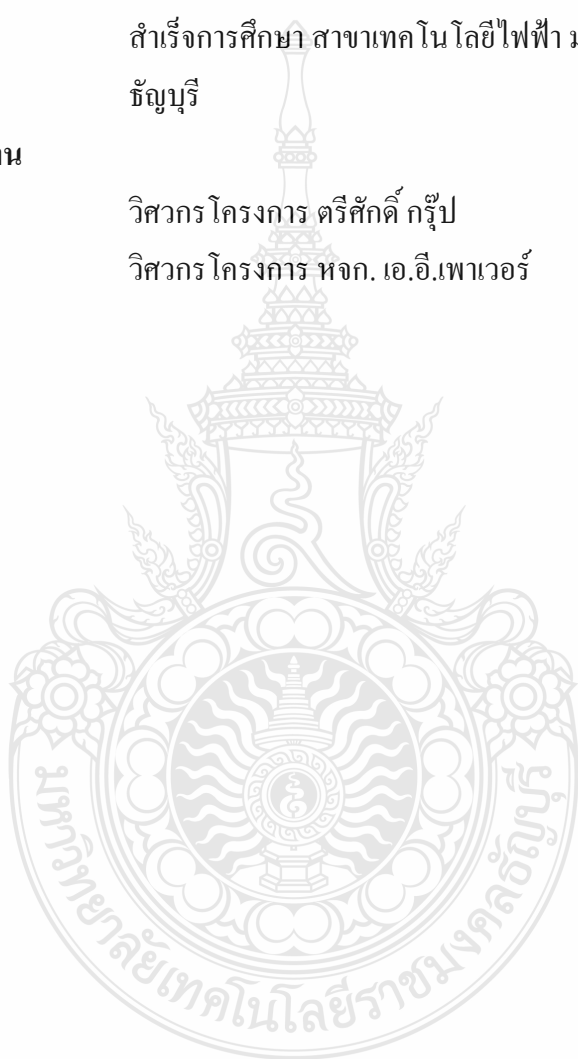 สำเร็จการศึกษา สาขาเทคโนโลยีไฟฟ้า
ธัญบุรี
วิศวกรโครงการ ตรีศักดิ์ กรุ๊ป
วิศวกรโครงการ หจก. เอ.อี.เพาเวอร์
มหาวิทยาลัยเทคโนโลยีราชมงคลธัญบุรี